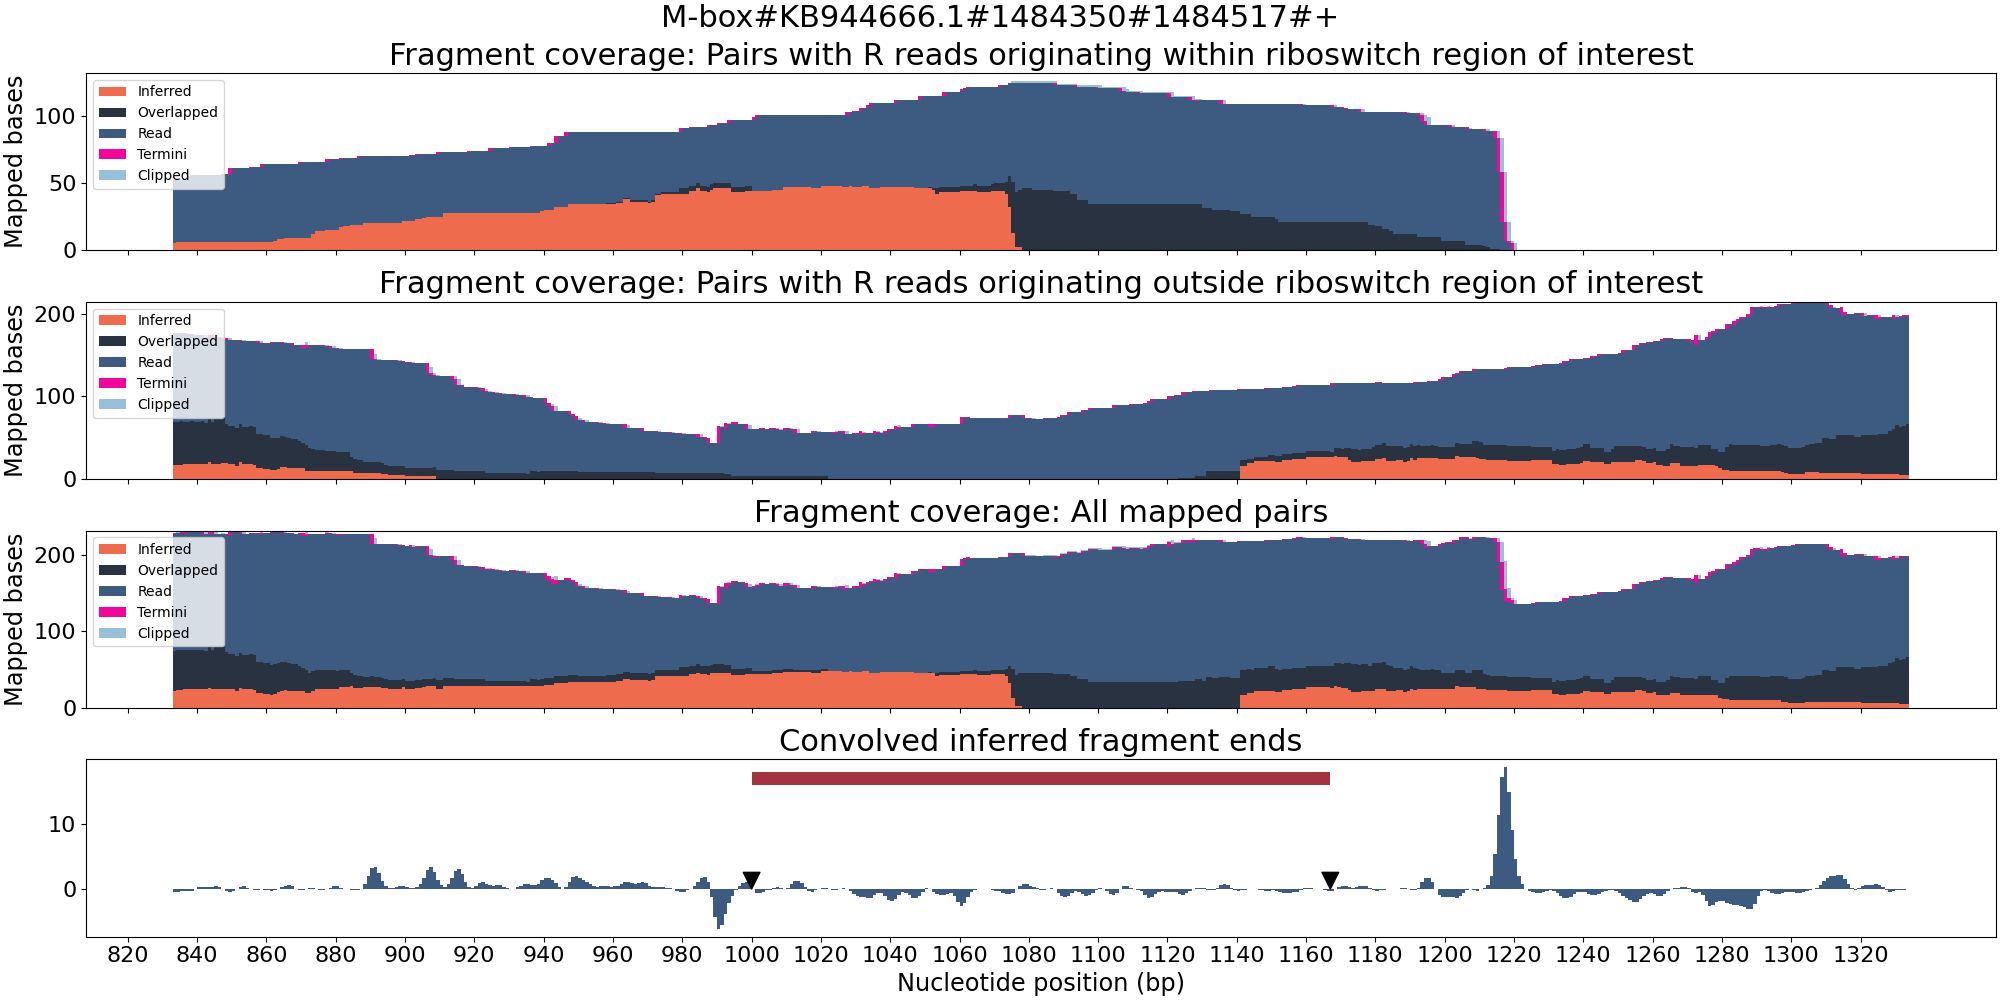 M-box#KB944666.1#1484350#1484517#+
Fragment coverage: Pairs with R reads originating within riboswitch region of interest
Mapped bases
100
50
0
Inferred
Overlapped
Read
Termini
Clipped
Fragment coverage: Pairs with R reads originating outside riboswitch region of interest
Mapped bases
200
100
0
Inferred
Overlapped
Read
Termini
Clipped
Fragment coverage: All mapped pairs
Mapped bases
200
100
0
Inferred
Overlapped
Read
Termini
Clipped
Convolved inferred fragment ends
10
0
820 840 860 880 900 920 940 960 980 1000 1020 1040 1060 1080 1100 1120 1140 1160 1180 1200 1220 1240 1260 1280 1300 1320
Nucleotide position (bp)